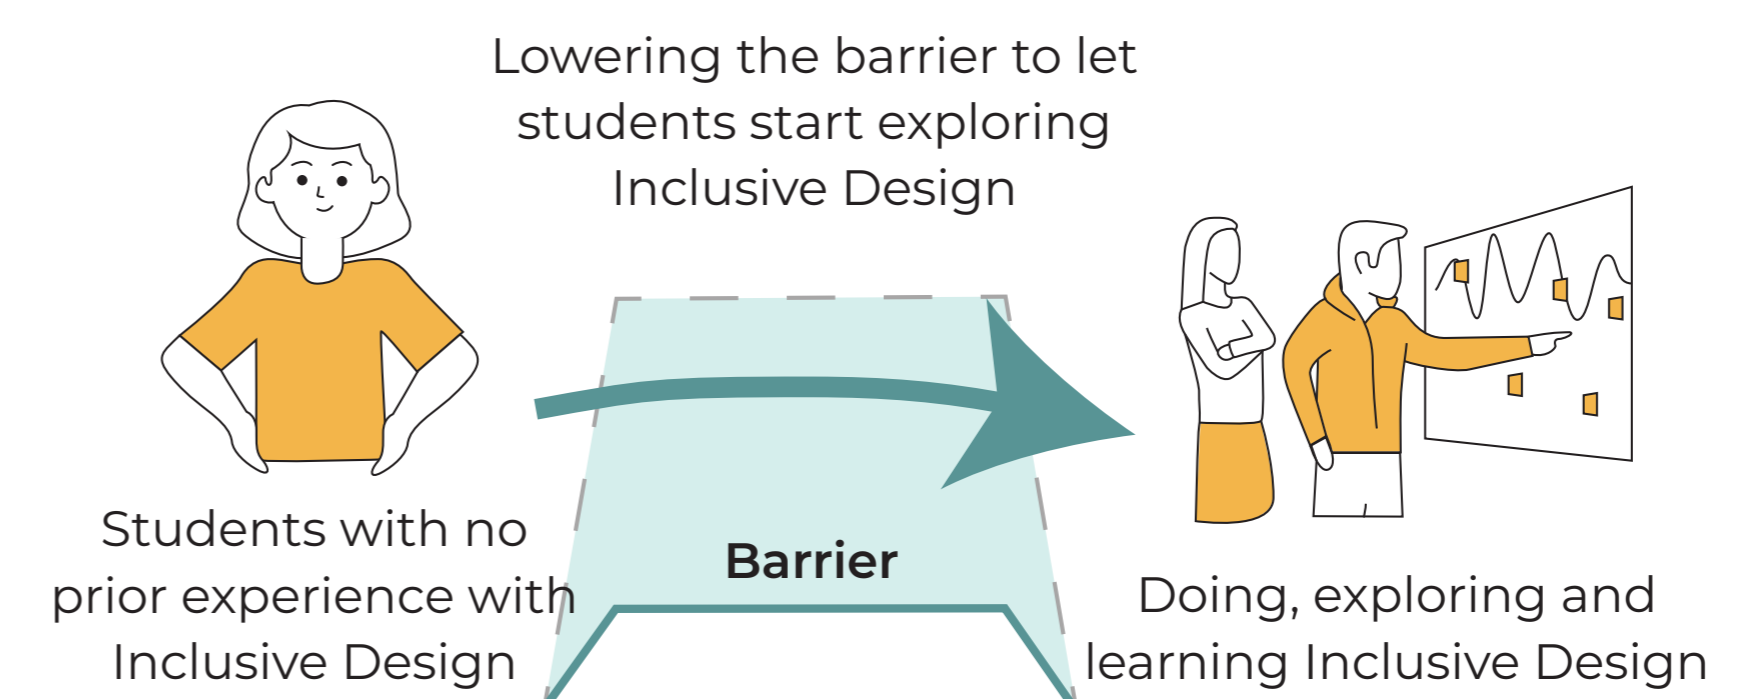 Lowering the barrier to let
students start exploring
Inclusive Design
Students with no
prior experience with
Inclusive Design
Barrier
Doing, exploring and
learning Inclusive Design